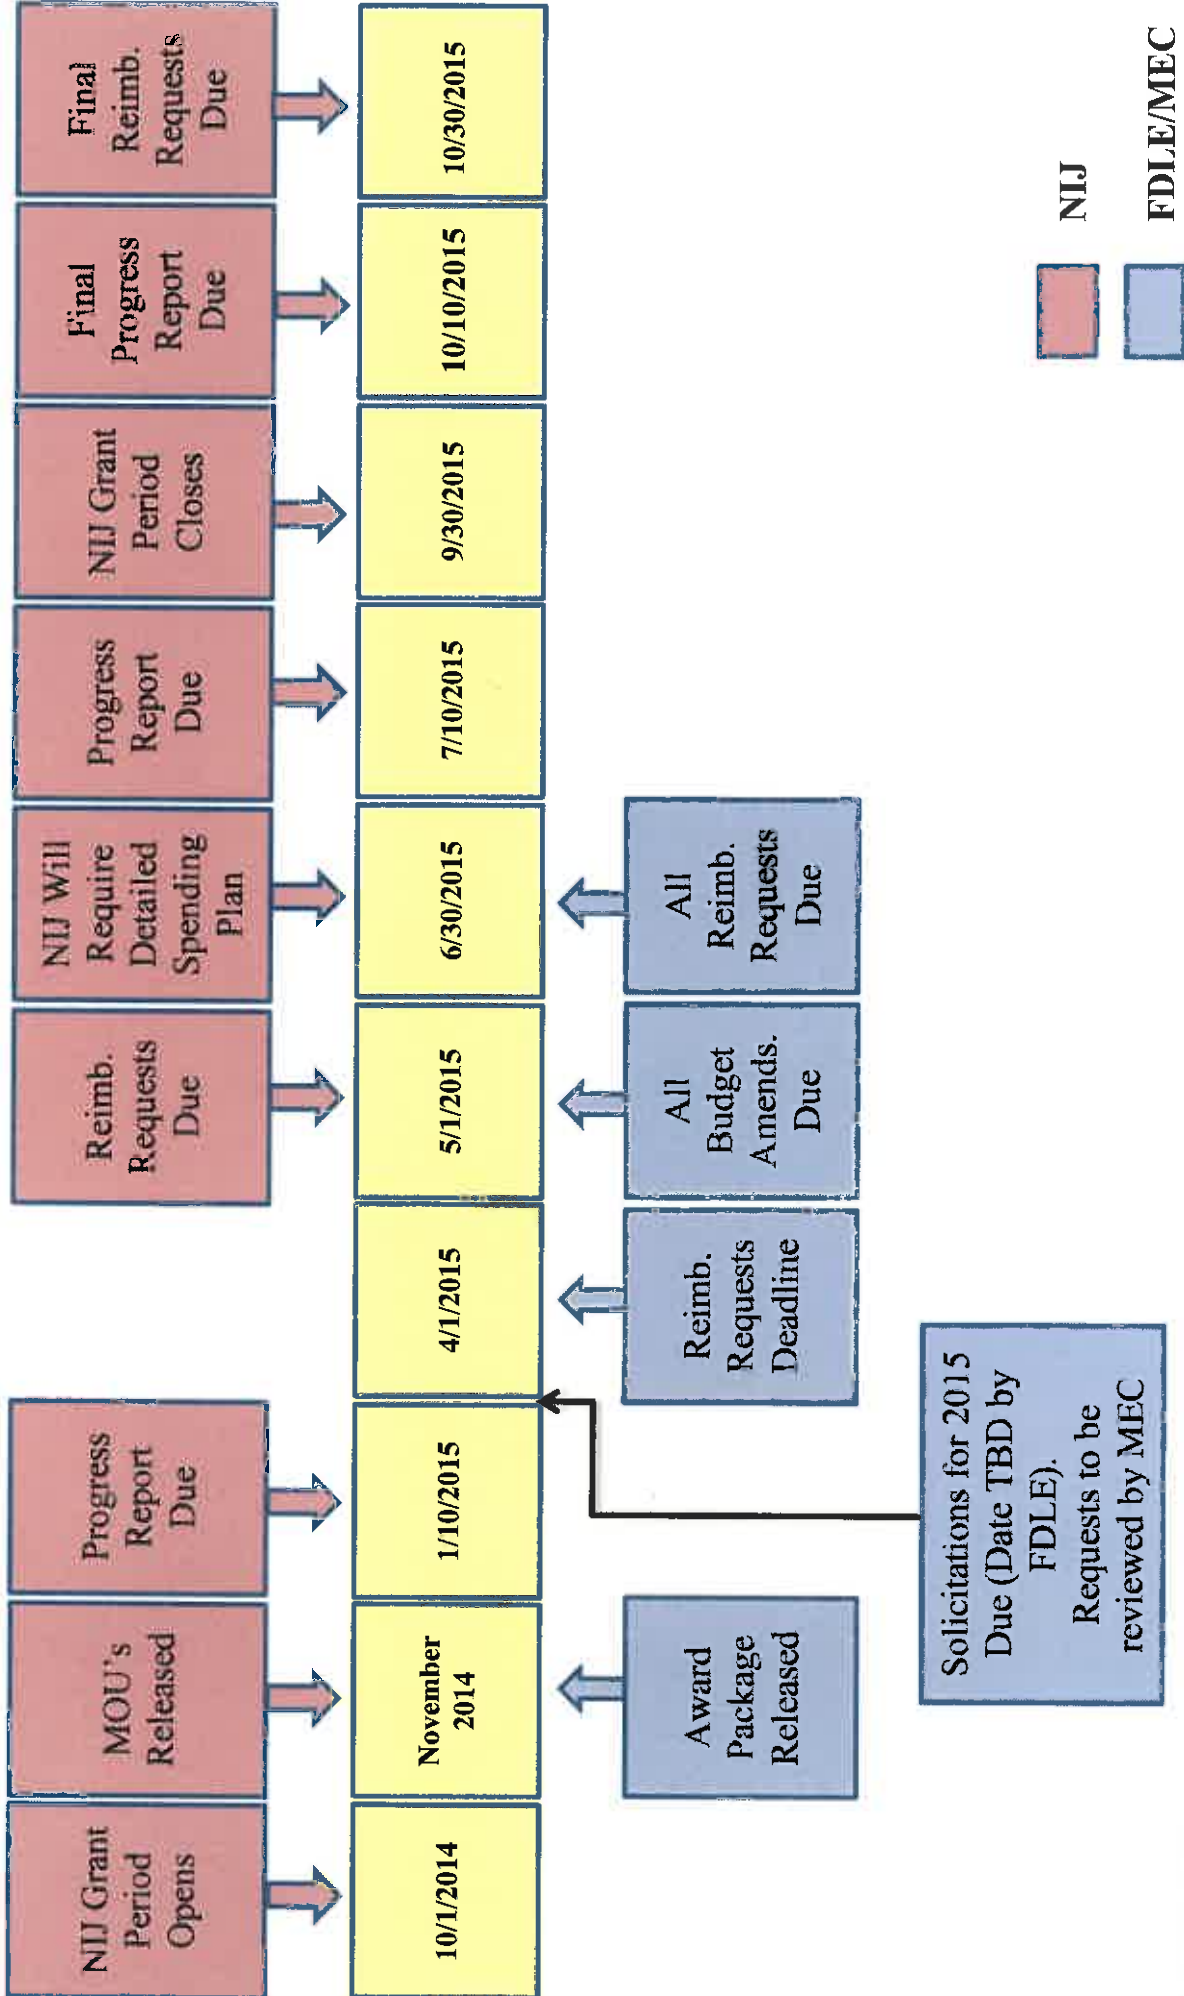 NIJ Grant
Period
Opens
MOU's
Released
Progress
Report
Due
Reimb.
Requests
Due
NIJ Will
Require
Detailed
Spending
Plan
Progress
Report
Due
NIJ Grant
Period
Closes
Final
Progress
Report
Due
Final
Reimb.
Requests
Due
10/1/2014
November
2014
1/10/2015
4/1/2015
5/1/2015
6/30/2015
7/10/2015
9/30/2015
10/10/2015
10/30/2015
Award
Package
Released
Reimb.
Requests
Deadline
All
Budget
Amends.
Due
All
Reimb.
Requests
Due
Solicitations for 2015
Due (Date TBD by
FDLE).
Requests to be
reviewed by MEC
NIJ
FDLE/MEC